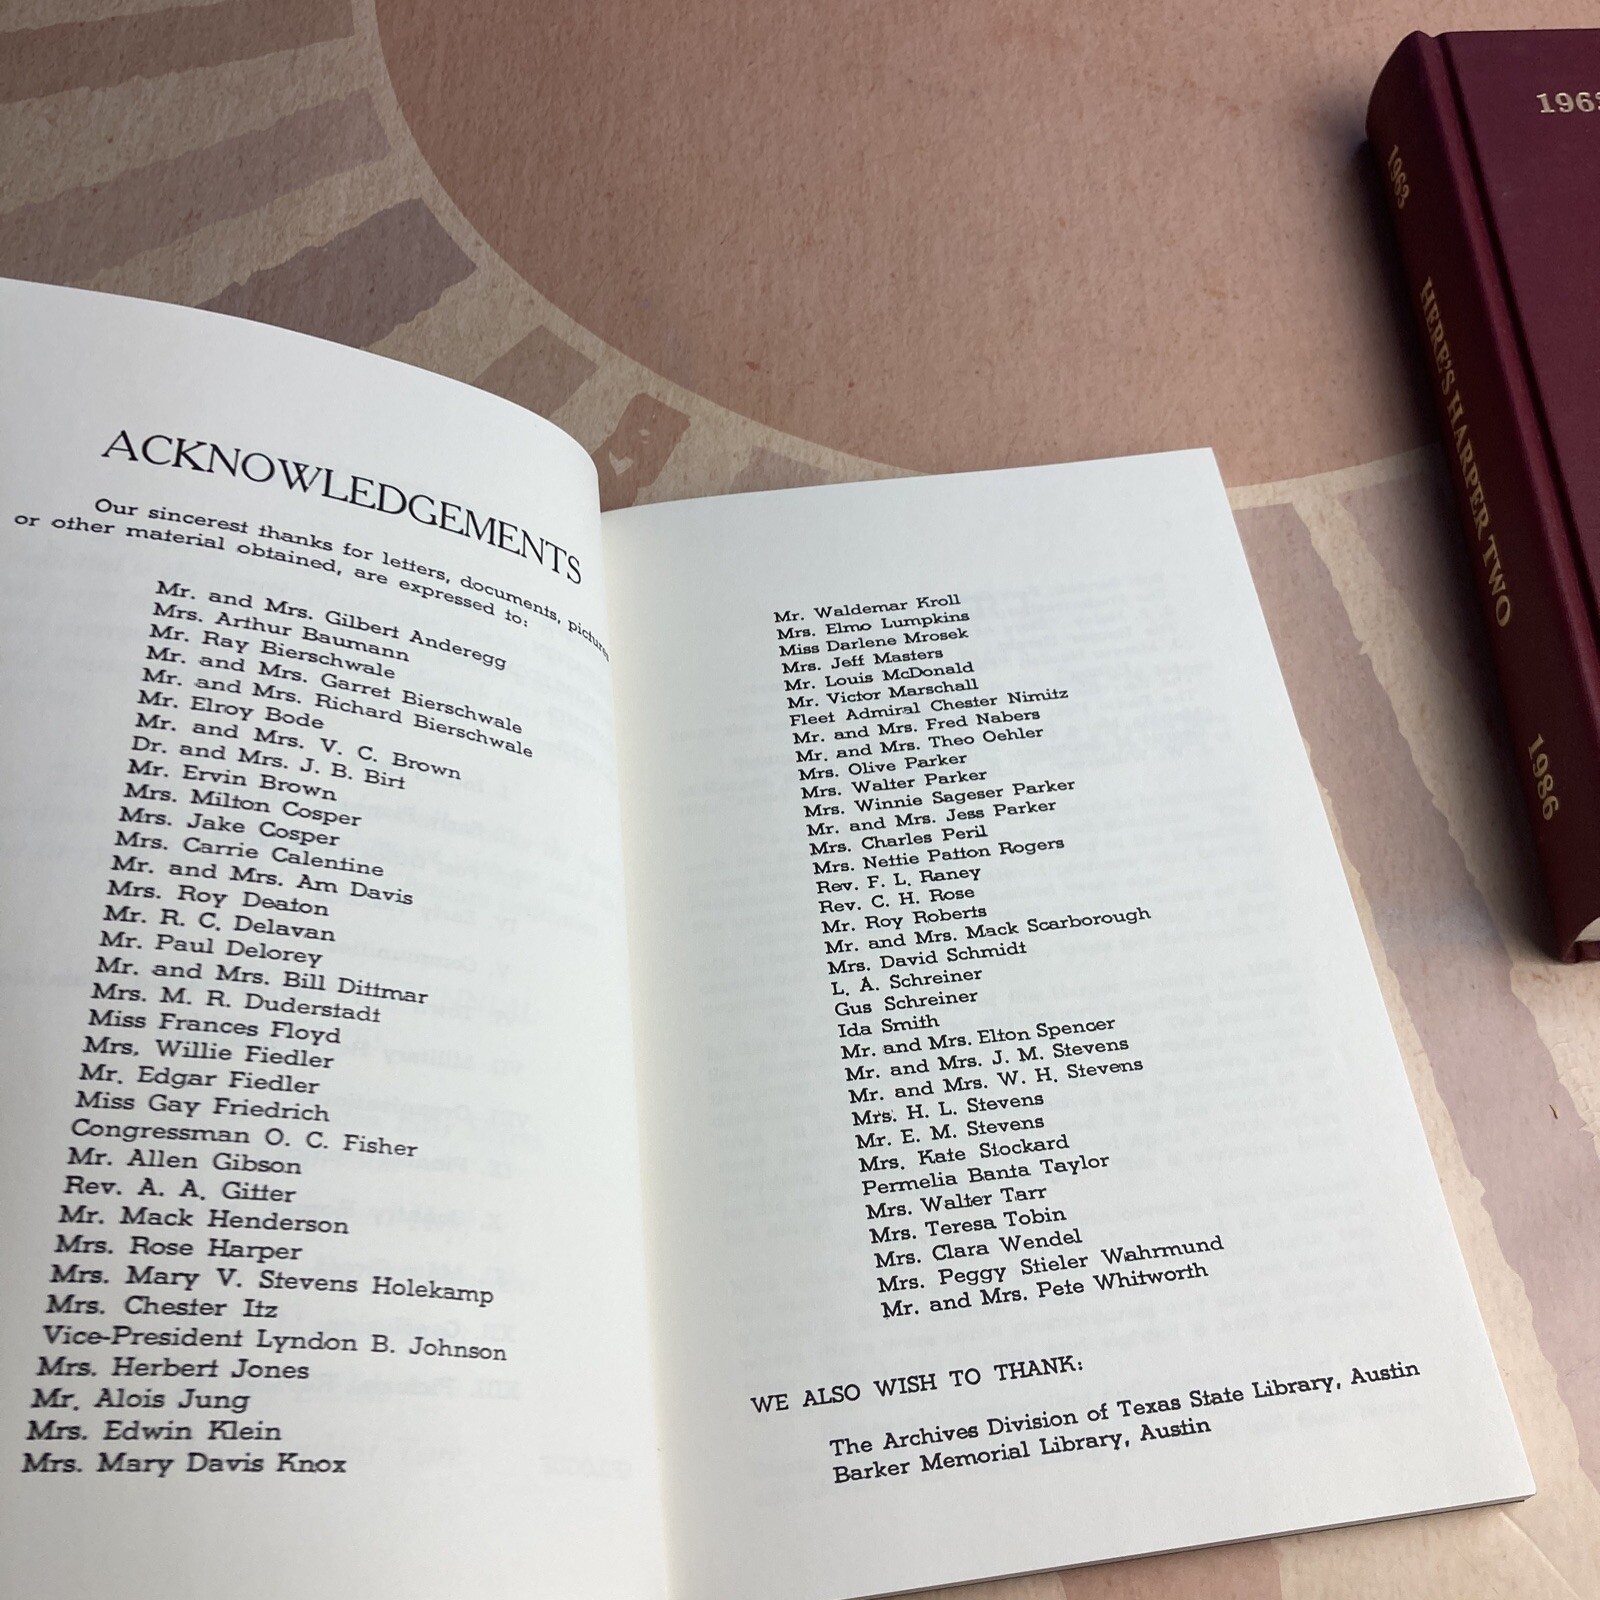 ACKNOWLEDGEMENTS
Our sincerest thanks for letters, documents, pictures
or other material obtained, are expressed to:
Mr. and Mrs. Gilbert Anderegg
Mrs. Arthur Baumann
Mr. Ray Bierschwale
Mr. and Mrs. Garret Bierschwale
Mr. and Mrs. Richard Bierschwale
Mr. Elroy Bode
Mr. and Mrs. V. C. Brown
Dr. and Mrs. J. B. Birt
Mr. Ervin Brown
Mrs. Milton Cosper
Mrs. Jake Cosper
Mrs. Carrie Calentine
Mr. and Mrs. Am Davis
Mrs. Roy Deaton
Mr. R. C. Delavan
Mr. Paul Delorey
Mr. and Mrs. Bill Dittmar
Mrs. M. R. Duderstadt
Miss Frances Floyd
Mrs. Willie Fiedler
Mr. Edgar Fiedler
Miss Gay Friedrich
Congressman O. C. Fisher
Mr. Allen Gibson
Rev. A. A. Gitter
Mr. Mack Henderson
Mrs. Rose Harper
Mrs. Mary V. Stevens Holekamp
Mrs. Chester Itz
Vice-President Lyndon B. Johnson
Mrs. Herbert Jones
Mr. Alois Jung
Mrs. Edwin Klein
Mrs. Mary Davis Knox
Mr. Waldemar Kroll
Mrs. Elmo Lumpkins
Miss Darlene Mrosek
Mrs. Jeff Masters
Mr. Louis McDonald
Mr. Victor Marschall
Fleet Admiral Chester Nimitz
Mr. and Mrs. Fred Nabers
Mr. and Mrs. Theo Oehler
Mrs. Olive Parker
Mrs. Walter Parker
Mrs. Winnie Sageser Parker
Mr. and Mrs. Jess Parker
Mrs. Charles Peril
Mrs. Nettie Patton Rogers
Rev. F. L. Raney
Rev. C. H. Rose
Mr. Roy Roberts
Mr. and Mrs. Mack Scarborough
Mrs. David Schmidt
L. A. Schreiner
Gus Schreiner
Ida Smith
Mr. and Mrs. Elton Spencer
Mr. and Mrs. J. M. Stevens
Mr. and Mrs. W. H. Stevens
Mrs. H. L. Stevens
Mr. E. M. Stevens
Mrs. Kate Stockard
Permelia Banta Taylor
Mrs. Walter Tarr
Mrs. Teresa Tobin
Mrs. Clara Wendel
Mrs. Peggy Stieler Wahrmund
Mr. and Mrs. Pete Whitworth
WE ALSO WISH TO THANK:
The Archives Division of Texas State Library, Austin
Barker Memorial Library, Austin
1963 HERE'S HARPER TWO 1986